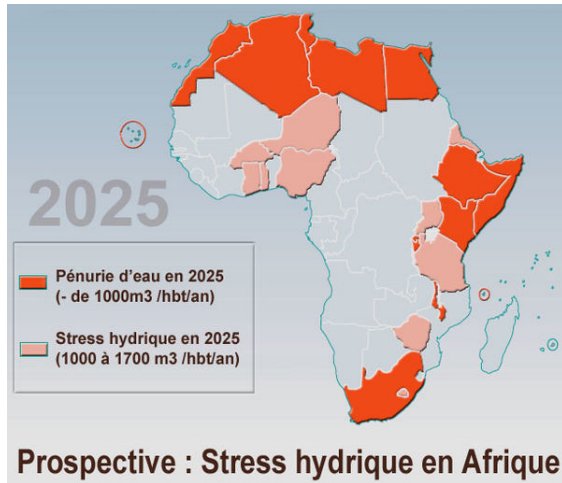 2025
Pénurie d'eau en 2025
(- de 1000m3 /hbt/an)
Stress hydrique en 2025
(1000 à 1700 m3 /hbt/an)
Prospective : Stress hydrique en Afrique